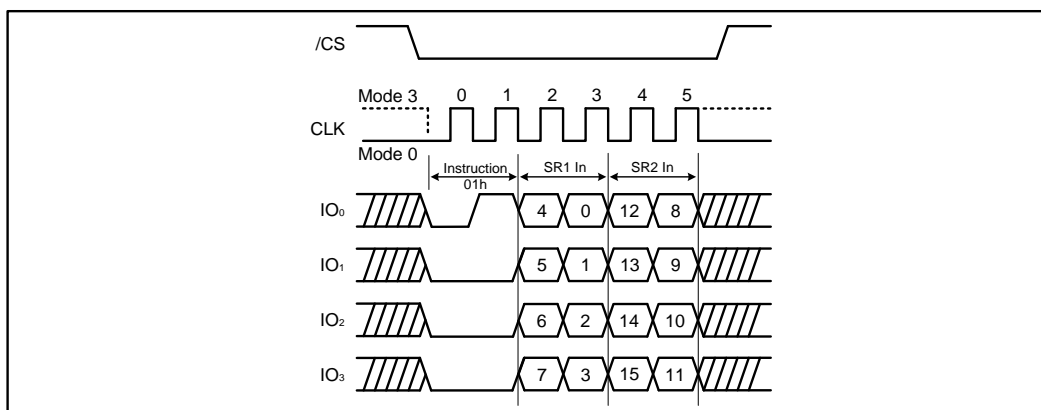 /CS
Mode 3 0 1 2 3 4 5
CLK
Mode 0
Instruction SR1 In SR2 In
01h
IO₀ 4 0 12 8
IO₁ 5 1 13 9
IO₂ 6 2 14 10
IO₃ 7 3 15 11